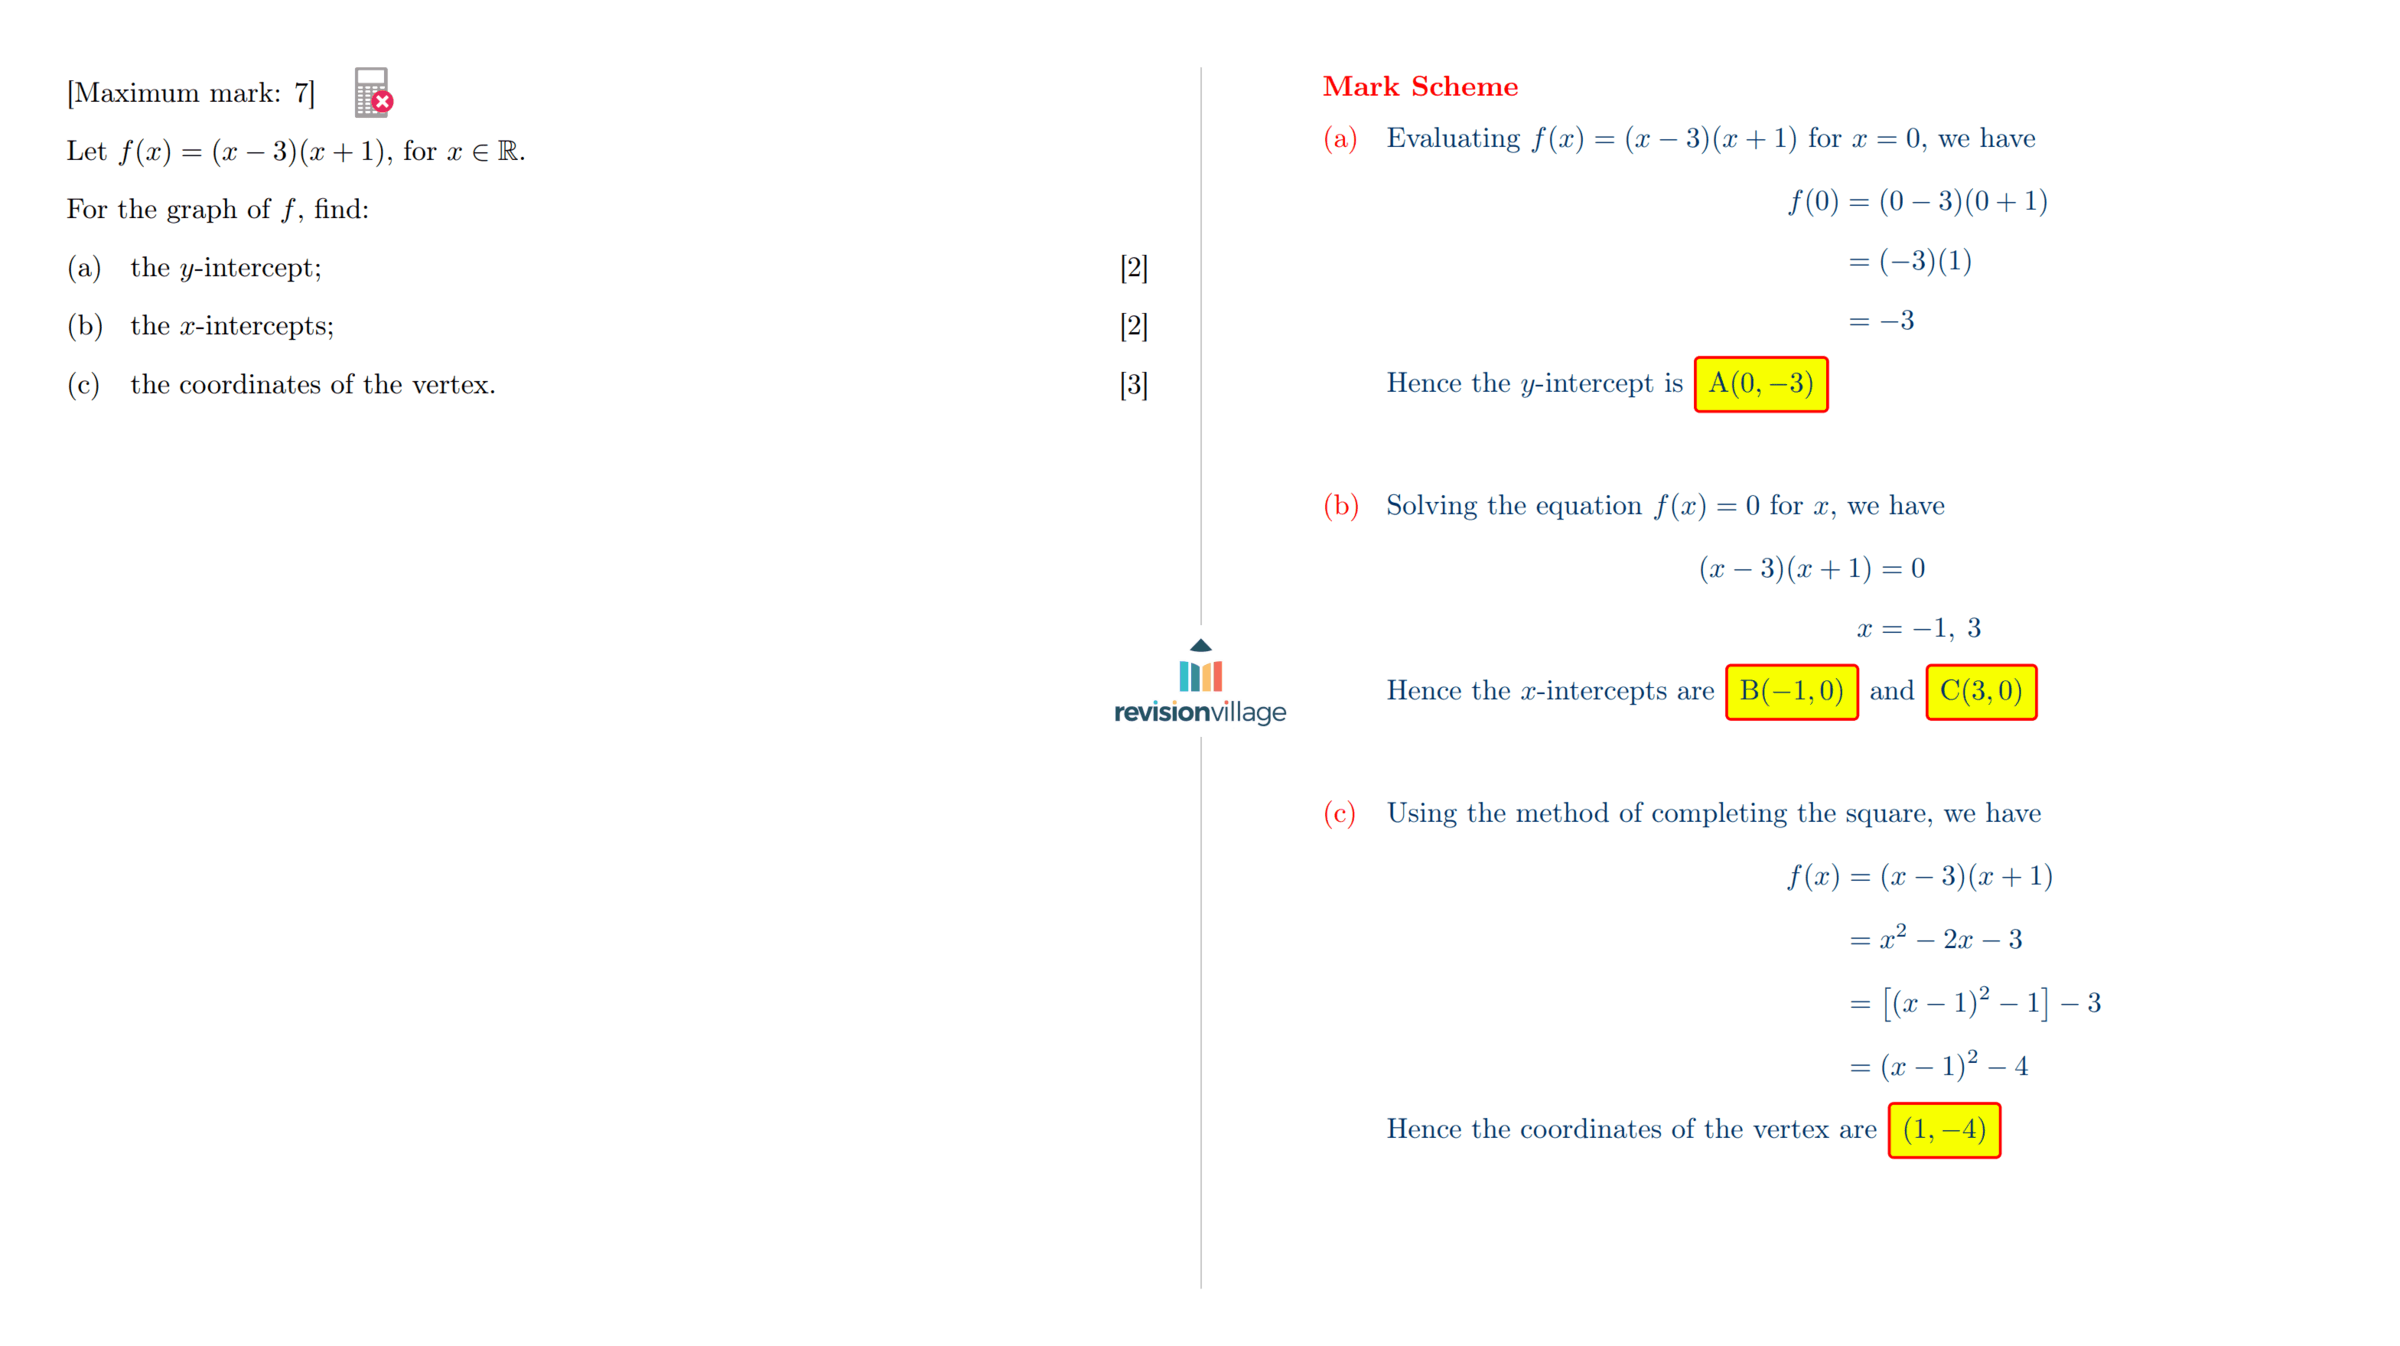 [Maximum mark: 7]
Let f(x) = (x − 3)(x + 1), for x ∈ ℝ.
For the graph of f, find:
(a) the y-intercept; [2]
(b) the x-intercepts; [2]
(c) the coordinates of the vertex. [3]
revisionvillage
Mark Scheme
(a) Evaluating f(x) = (x − 3)(x + 1) for x = 0, we have
f(0) = (0 − 3)(0 + 1)
= (−3)(1)
= −3
Hence the y-intercept is A(0, −3)
(b) Solving the equation f(x) = 0 for x, we have
(x − 3)(x + 1) = 0
x = −1, 3
Hence the x-intercepts are B(−1, 0) and C(3, 0)
(c) Using the method of completing the square, we have
f(x) = (x − 3)(x + 1)
= x² − 2x − 3
= [(x − 1)² − 1] − 3
= (x − 1)² − 4
Hence the coordinates of the vertex are (1, −4)